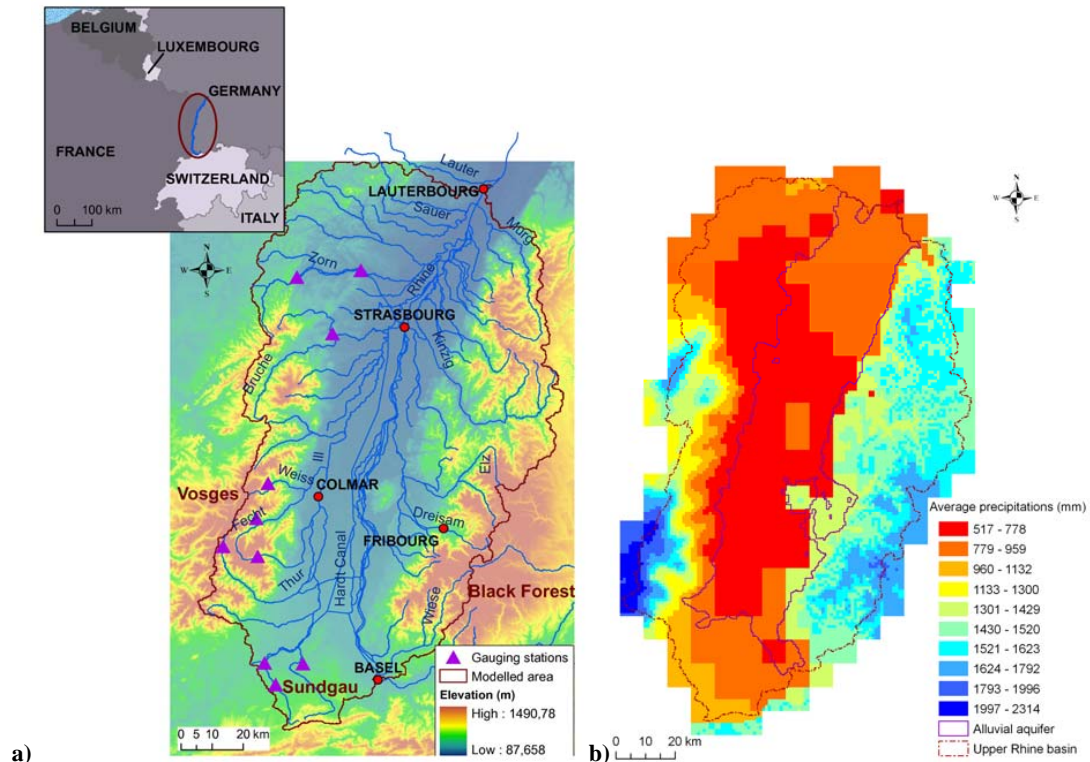 BELGIUM
LUXEMBOURG
GERMANY
FRANCE
SWITZERLAND
ITALY
0 100 km
Lauter
LAUTERBOURG
Sauer
Murg
N
W E
S
Zorn
Rhine
STRASBOURG
Kinzig
Bruche
Ill
Weiss
Elz
Vosges
COLMAR
Fecht
Dreisam
FRIBOURG
Thur
Hardt Canal
Wiese
Black Forest
BASEL
Sundgau
Gauging stations
Modelled area
Elevation (m)
High : 1490,78
Low : 87,658
0 5 10 20 km
a)
N
W E
S
Average precipitations (mm)
517 - 778
779 - 959
960 - 1132
1133 - 1300
1301 - 1429
1430 - 1520
1521 - 1623
1624 - 1792
1793 - 1996
1997 - 2314
Alluvial aquifer
Upper Rhine basin
0 5 10 20 km
b)